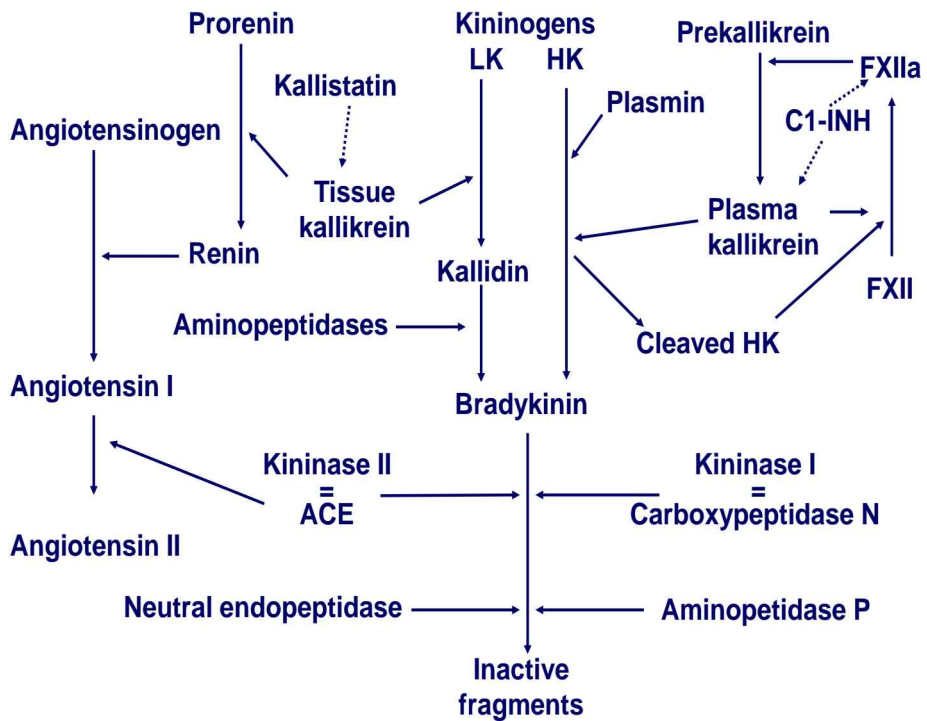 Prorenin
Kininogens
LK HK
Prekallikrein
FXIIa
Kallistatin
Plasmin
C1-INH
Angiotensinogen
Tissue
kallikrein
Plasma
kallikrein
Renin
Kallidin
FXII
Aminopeptidases
Cleaved HK
Angiotensin I
Bradykinin
Kininase II
=
ACE
Kininase I
=
Carboxypeptidase N
Angiotensin II
Neutral endopeptidase
Aminopetidase P
Inactive
fragments